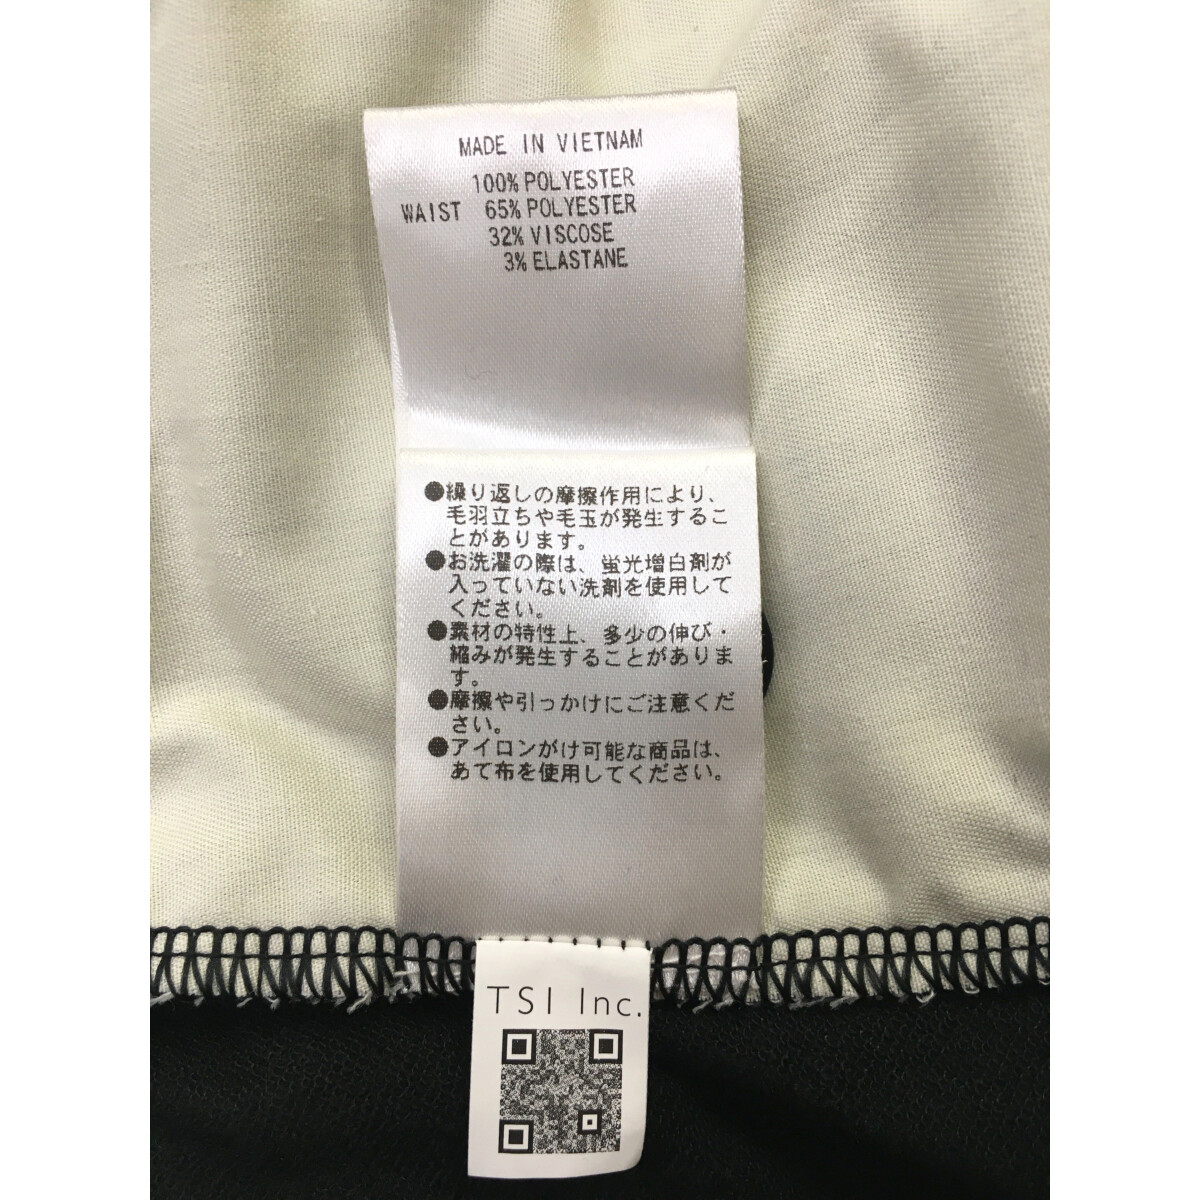 MADE IN VIETNAM
100% POLYESTER
WAIST 65% POLYESTER
32% VISCOSE
3% ELASTANE
●繰り返しの摩擦作用により、
毛羽立ちや毛玉が発生するこ
とがあります。
●お洗濯の際は、蛍光増白剤が
入っていない洗剤を使用して
ください。
●素材の特性上、多少の伸び・
縮みが発生することがありま
す。
●摩擦や引っかけにご注意くだ
さい。
●アイロンがけ可能な商品は、
あて布を使用してください。
TSI Inc.